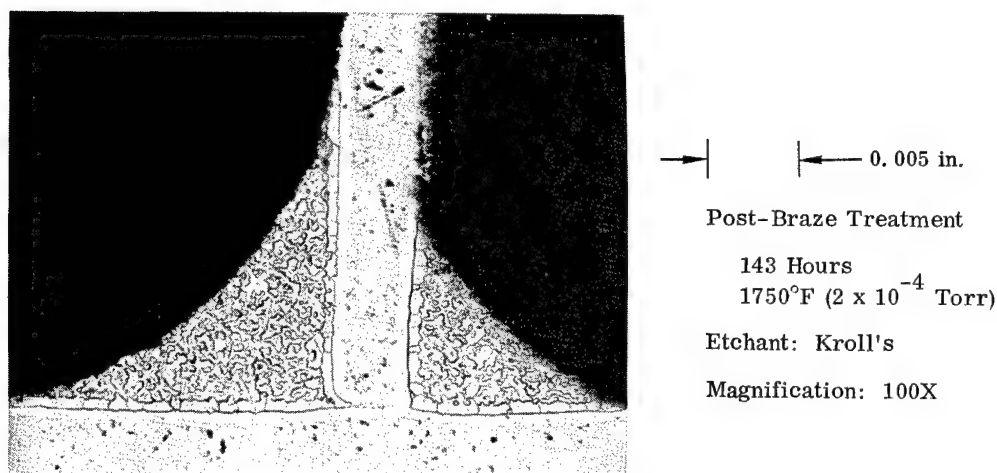 0.005 in.
Post-Braze Treatment
143 Hours
1750°F (2 x 10⁻⁴ Torr)
Etchant: Kroll's
Magnification: 100X